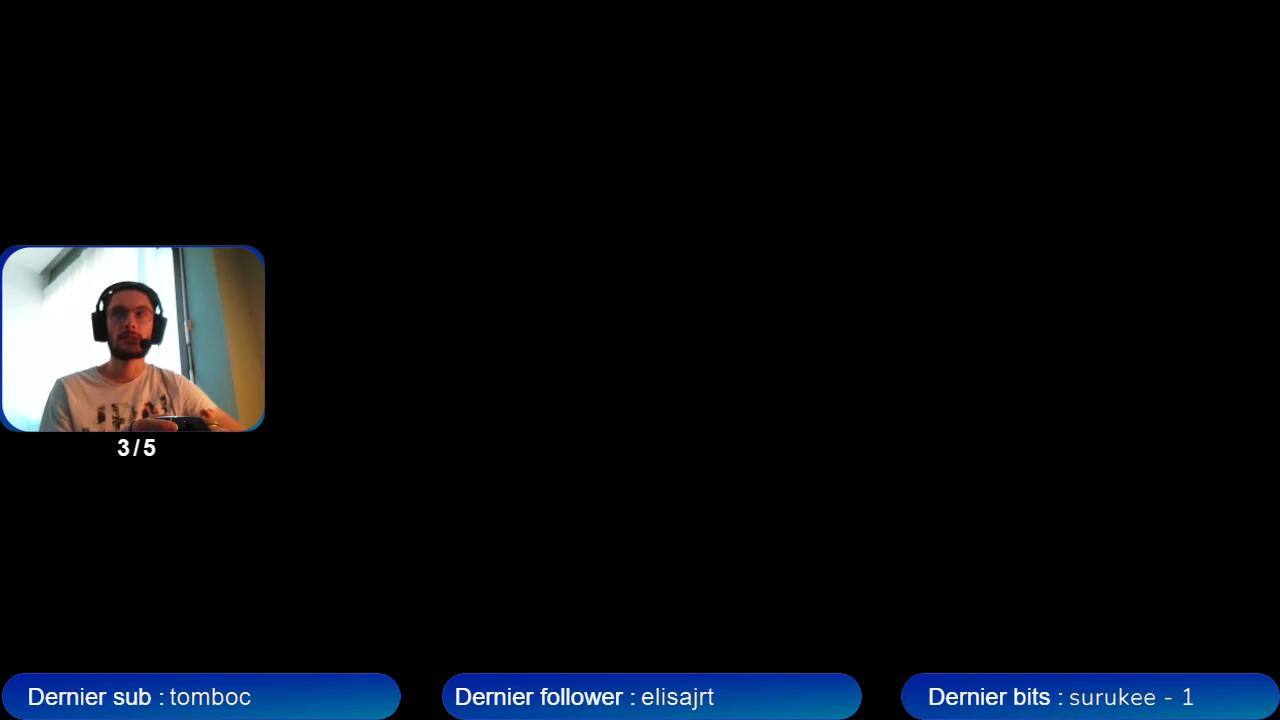 3/5
Dernier sub : tomboc
Dernier follower : elisajrt
Dernier bits : surukee - 1